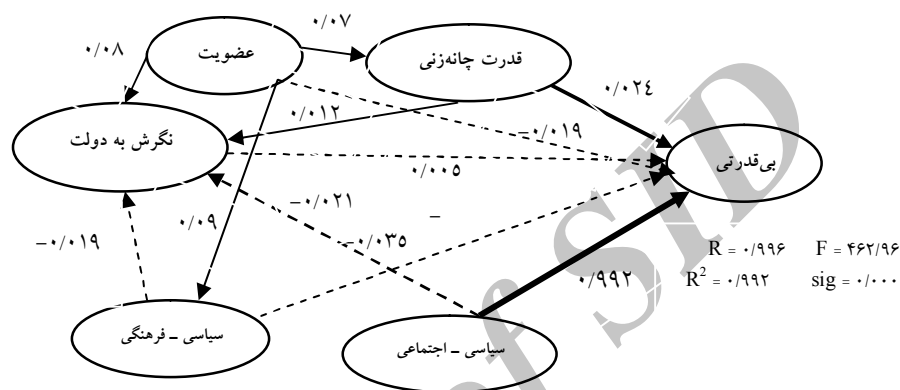 ۰/۰۷
۰/۰۸
عضویت
قدرت چانه‌زنی
۰/۰۲٤
۰/۰۱۲
-۰/۰۱۹
نگرش به دولت
بی‌قدرتی
۰/۰۰۵
-۰/۰۲۱
–
۰/۰۹
-۰/۰۱۹
-۰/۰۳۵
R = ۰/۹۹۶ F = ۴۶۲/۹۶
۰/۹۹۲
R² = ۰/۹۹۲ sig = ۰/۰۰۰
سیاسی – فرهنگی
سیاسی – اجتماعی
of SID